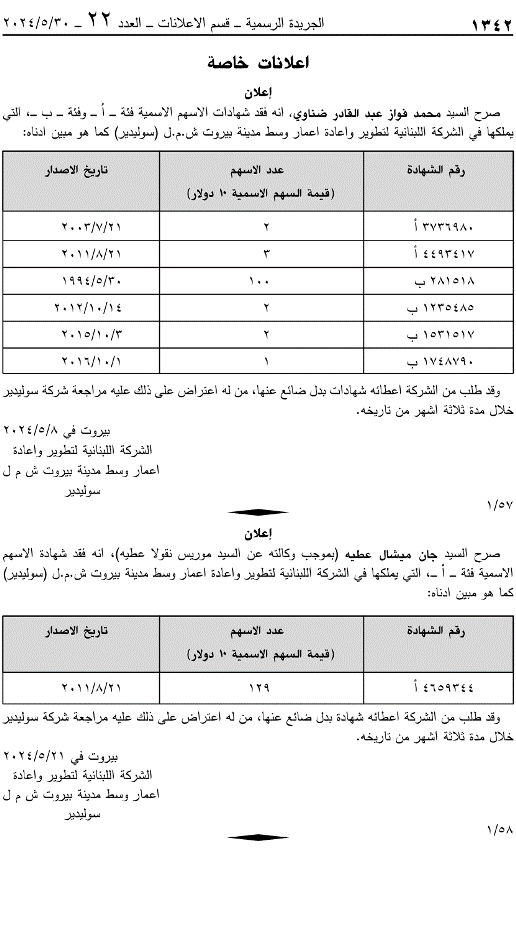 ١٣٤٢ الجريدة الرسمية ــ قسم الاعلانات ــ العدد ٢٢ ــ ٢٠٢٤/٥/٣٠
اعلانات خاصة
إعلان
صرح السيد محمد فواز عبد القادر ضناوي، انه فقد شهادات الاسهم الاسمية فئة ــ أ ــ وفئة ــ ب ــ، التي
يملكها في الشركة اللبنانية لتطوير واعادة اعمار وسط مدينة بيروت ش.م.ل (سوليدير) كما هو مبين ادناه:
رقم الشهادة عدد الاسهم تاريخ الاصدار
(قيمة السهم الاسمية ١٠ دولار)
٣٧٣٦٩٨٠ أ ٢ ٢٠٠٣/٧/٢١
٤٤٩٣٤١٧ أ ٣ ٢٠١١/٨/٢١
٢٨١٥١٨ ب ١٠٠ ١٩٩٤/٥/٣٠
١٢٣٥٤٨٥ ب ٢ ٢٠١٢/١٠/١٤
١٥٣١٥١٧ ب ٢ ٢٠١٥/١٠/٣
١٧٤٨٧٩٠ ب ١ ٢٠١٦/١٠/١
وقد طلب من الشركة اعطائه شهادات بدل ضائع عنها، من له اعتراض على ذلك عليه مراجعة شركة سوليدير
خلال مدة ثلاثة اشهر من تاريخه.
بيروت في ٢٠٢٤/٥/٨
الشركة اللبنانية لتطوير واعادة
اعمار وسط مدينة بيروت ش م ل
سوليدير
١/٥٧
إعلان
صرح السيد جان ميشال عطيه (بموجب وكالته عن السيد موريس نقولا عطيه)، انه فقد شهادة الاسهم
الاسمية فئة ــ أ ــ، التي يملكها في الشركة اللبنانية لتطوير واعادة اعمار وسط مدينة بيروت ش.م.ل (سوليدير)
كما هو مبين ادناه:
رقم الشهادة عدد الاسهم تاريخ الاصدار
(قيمة السهم الاسمية ١٠ دولار)
٤٦٥٩٣٤٤ أ ١٢٩ ٢٠١١/٨/٢١
وقد طلب من الشركة اعطائه شهادة بدل ضائع عنها، من له اعتراض على ذلك عليه مراجعة شركة سوليدير
خلال مدة ثلاثة اشهر من تاريخه.
بيروت في ٢٠٢٤/٥/٢١
الشركة اللبنانية لتطوير واعادة
اعمار وسط مدينة بيروت ش م ل
سوليدير
١/٥٨